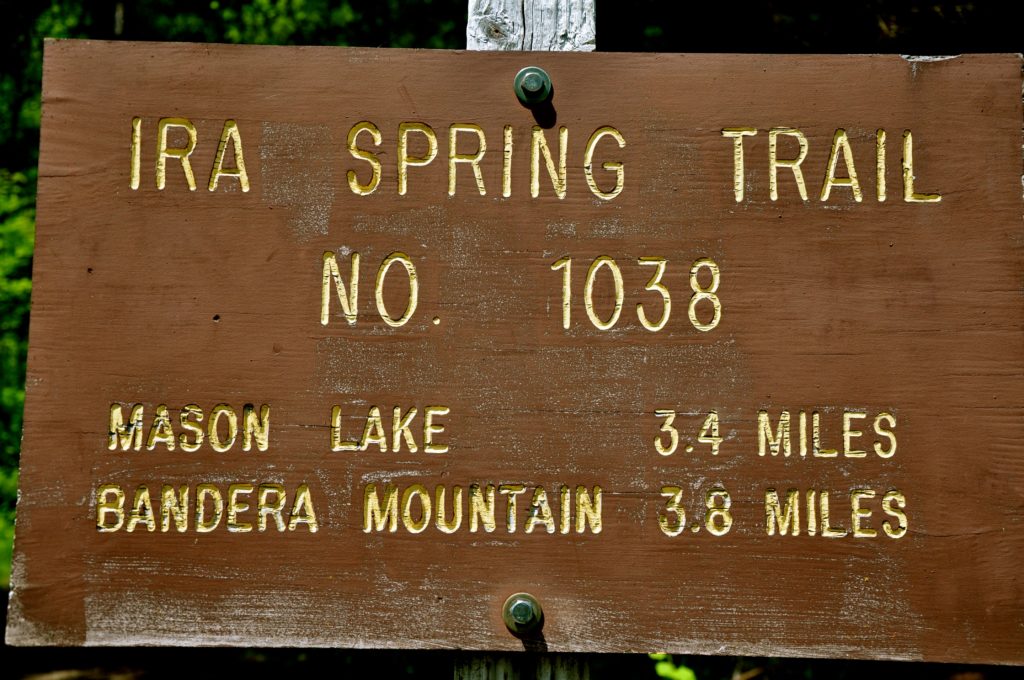 IRA SPRING TRAIL
NO. 1038
MASON LAKE 3.4 MILES
BANDERA MOUNTAIN 3.8 MILES